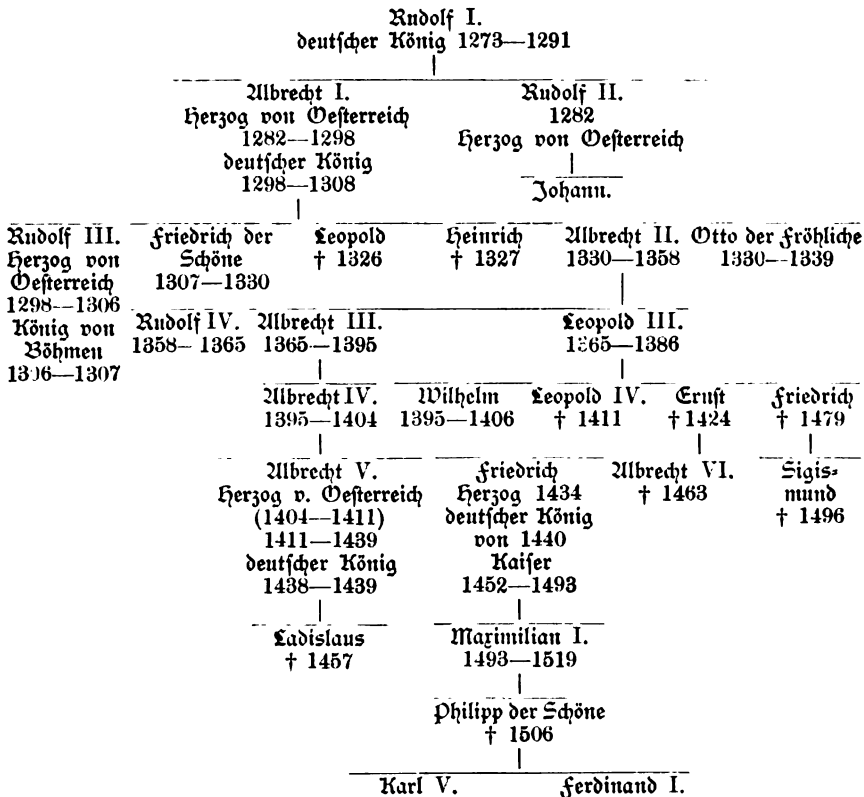 Rudolf I.
deutscher König 1273—1291
Albrecht I. Rudolf II.
Herzog von Oesterreich 1282
1282—1298 Herzog von Oesterreich
deutscher König
1298—1308 Johann.
Rudolf III. Friedrich der Leopold Heinrich Albrecht II. Otto der Fröhliche
Herzog von Schöne † 1326 † 1327 1330—1358 1330—1339
Oesterreich 1307—1330
1298—1306
König von Rudolf IV. Albrecht III. Leopold III.
Böhmen 1358—1365 1365—1395 1365—1386
1306—1307
Albrecht IV. Wilhelm Leopold IV. Ernst Friedrich
1395—1404 1395—1406 † 1411 † 1424 † 1479
Albrecht V. Friedrich Albrecht VI. Sigis-
Herzog v. Oesterreich Herzog 1434 † 1463 mund
(1404—1411) deutscher König † 1496
1411—1439 von 1440
deutscher König Kaiser
1438—1439 1452—1493
Ladislaus Maximilian I.
† 1457 1493—1519
Philipp der Schöne
† 1506
Karl V. Ferdinand I.